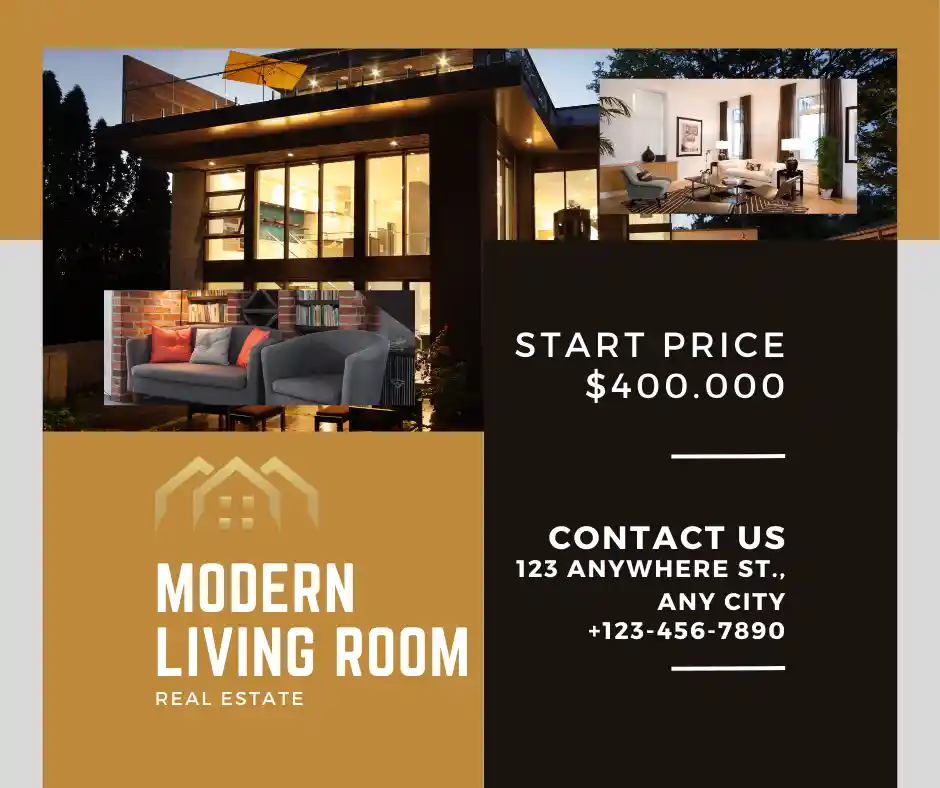 START PRICE
$400.000
MODERN
LIVING ROOM
REAL ESTATE
CONTACT US
123 ANYWHERE ST.,
ANY CITY
+123-456-7890